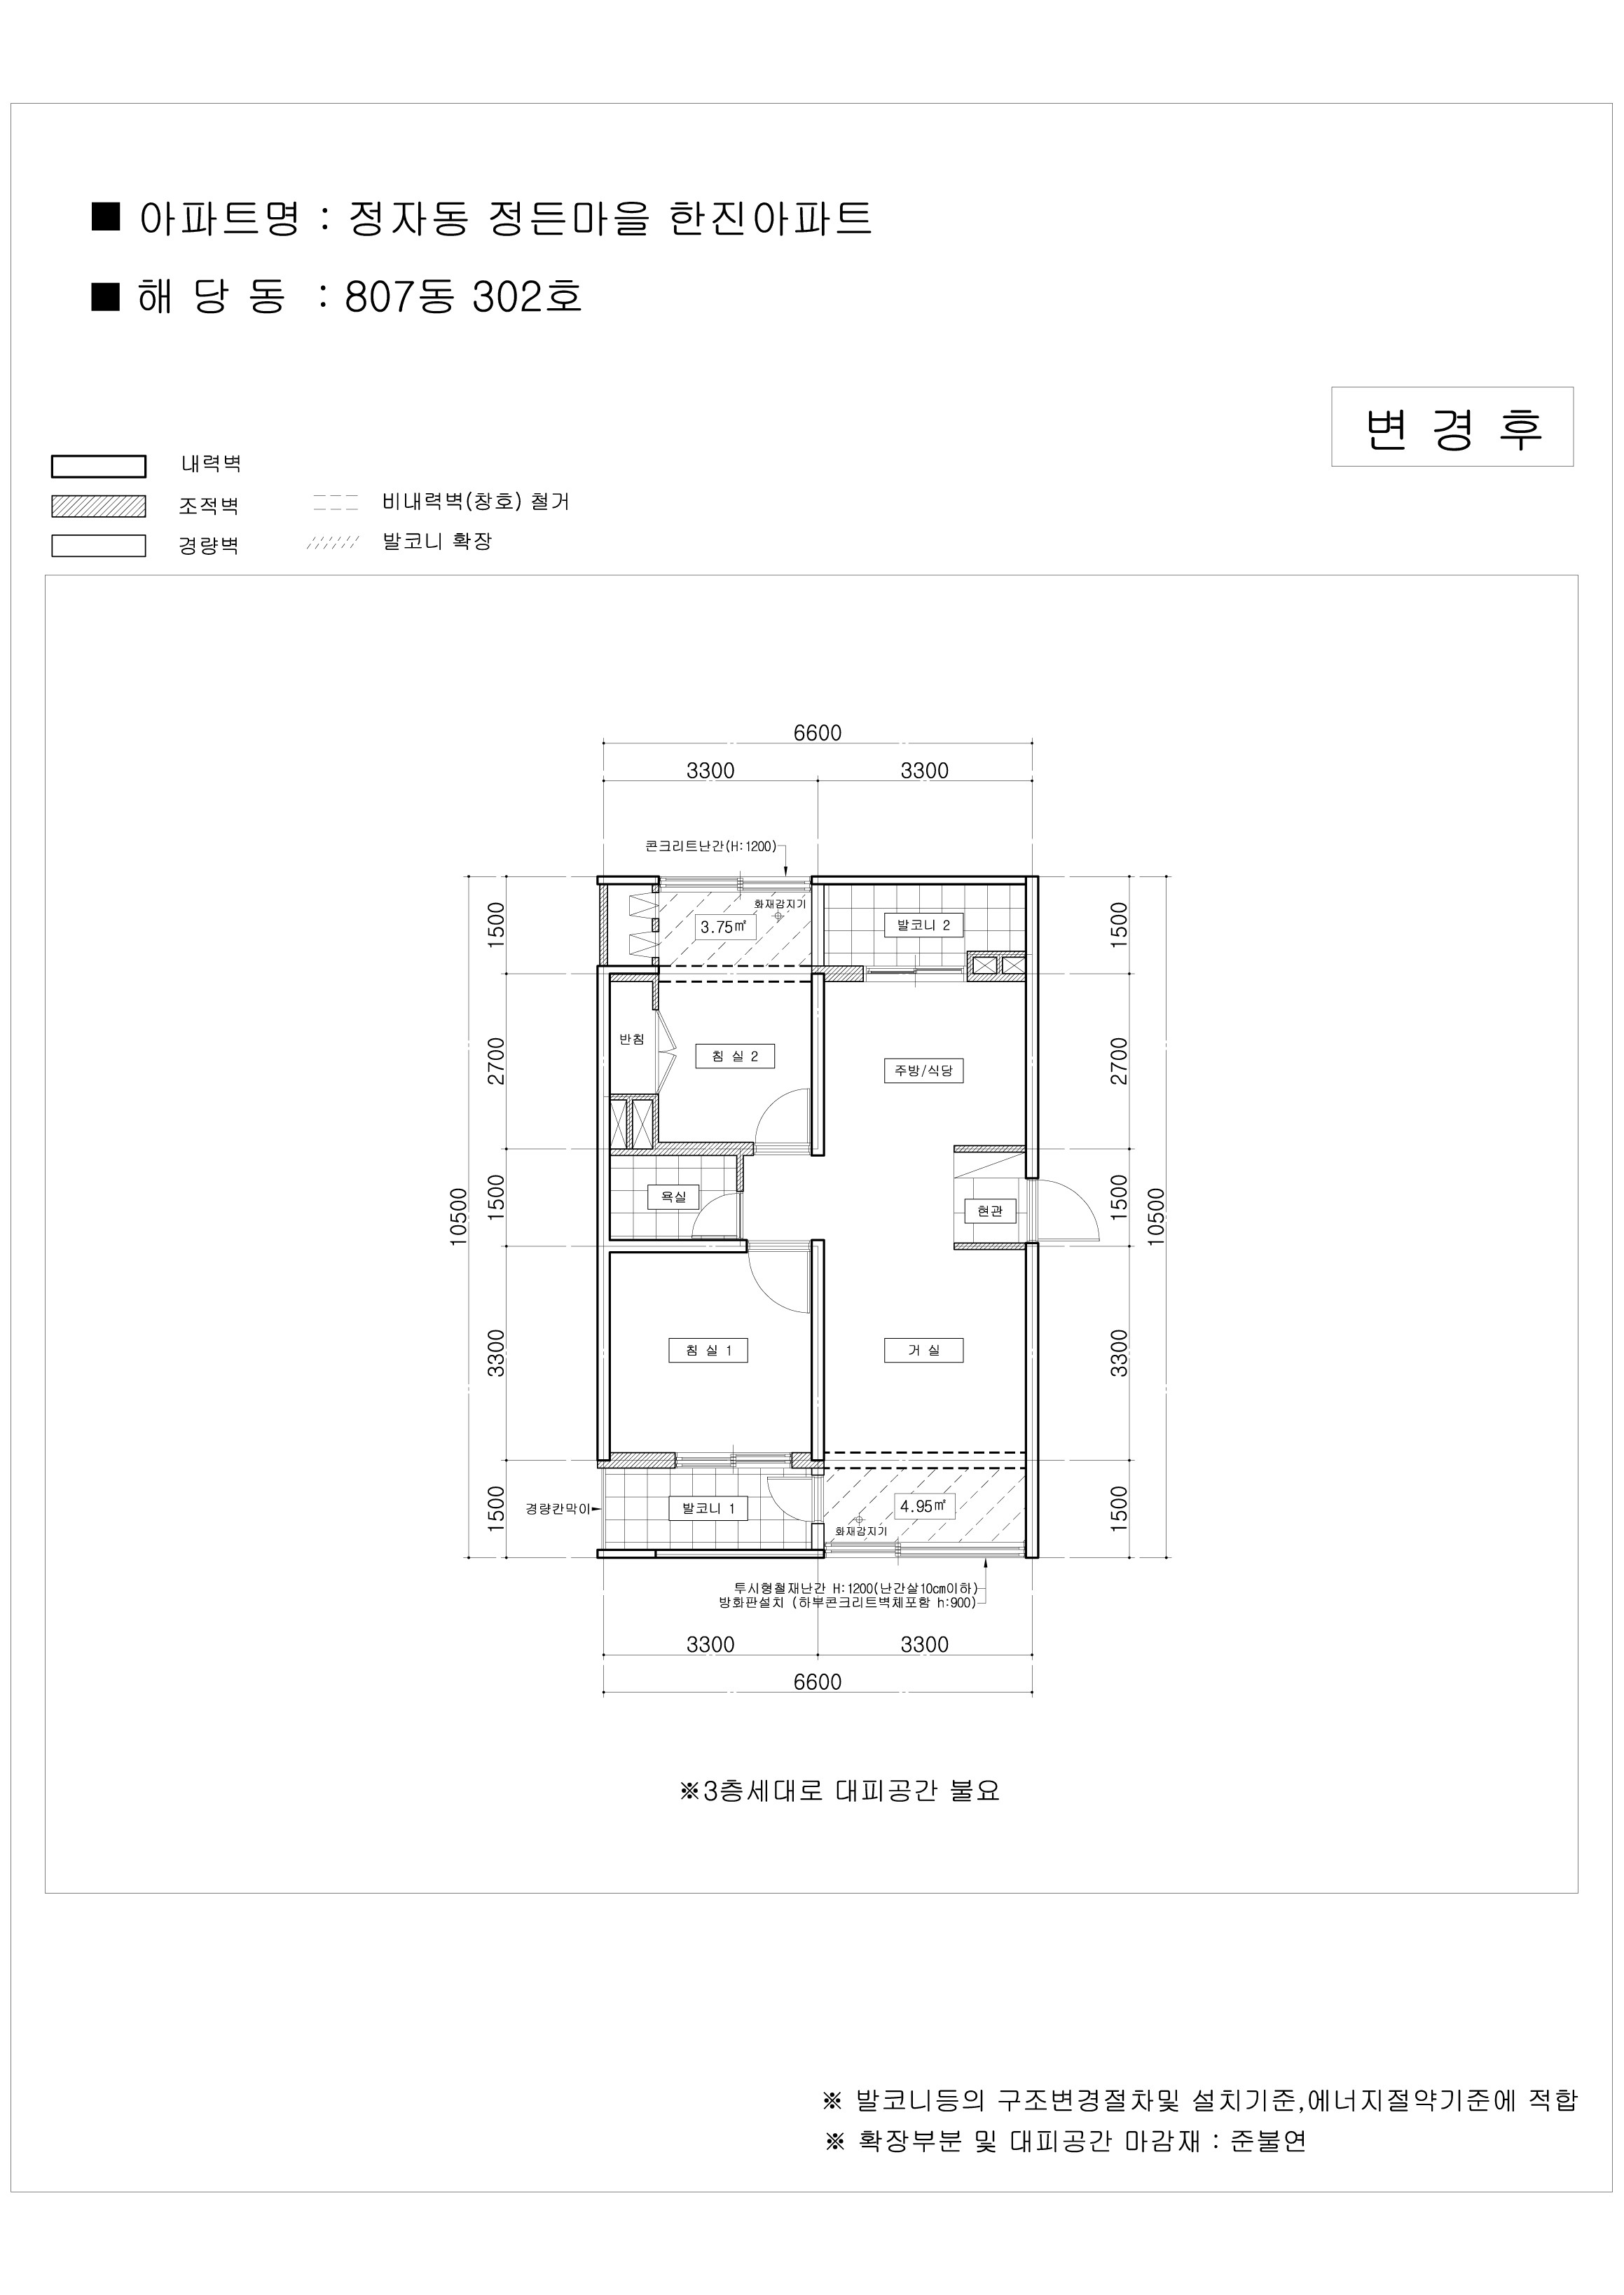 ■ 아파트명 : 정자동 정든마을 한진아파트
■ 해 당 동 : 807동 302호
변 경 후
내력벽
조적벽
비내력벽(창호) 철거
경량벽
발코니 확장
6600
3300 3300
콘크리트난간(H:1200)
화재감지기
3.75㎡
발코니 2
1500
1500
반침
침 실 2
주방/식당
2700
2700
욕실
현관
1500
1500
10500
10500
침 실 1
거 실
3300
3300
경량칸막이
발코니 1
4.95㎡
화재감지기
1500
1500
투시형철재난간 H:1200(난간살10cm이하)
방화판설치 (하부콘크리트벽체포함 h:900)
3300 3300
6600
※3층세대로 대피공간 불요
※ 발코니등의 구조변경절차및 설치기준,에너지절약기준에 적합
※ 확장부분 및 대피공간 마감재 : 준불연